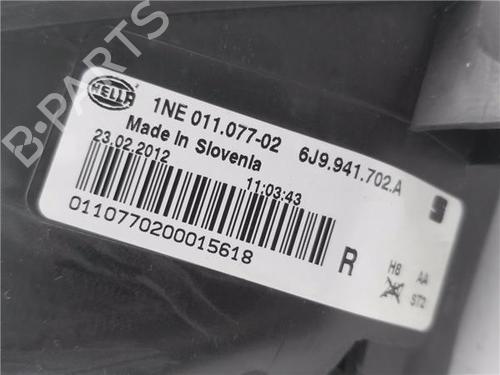 B-PARTS
HELLA
1NE 011.077-02 6J9.941.702.A
Made in Slovenia
23.02.2012 11:03:43
0110770200015618
R
H8 AA
ST2